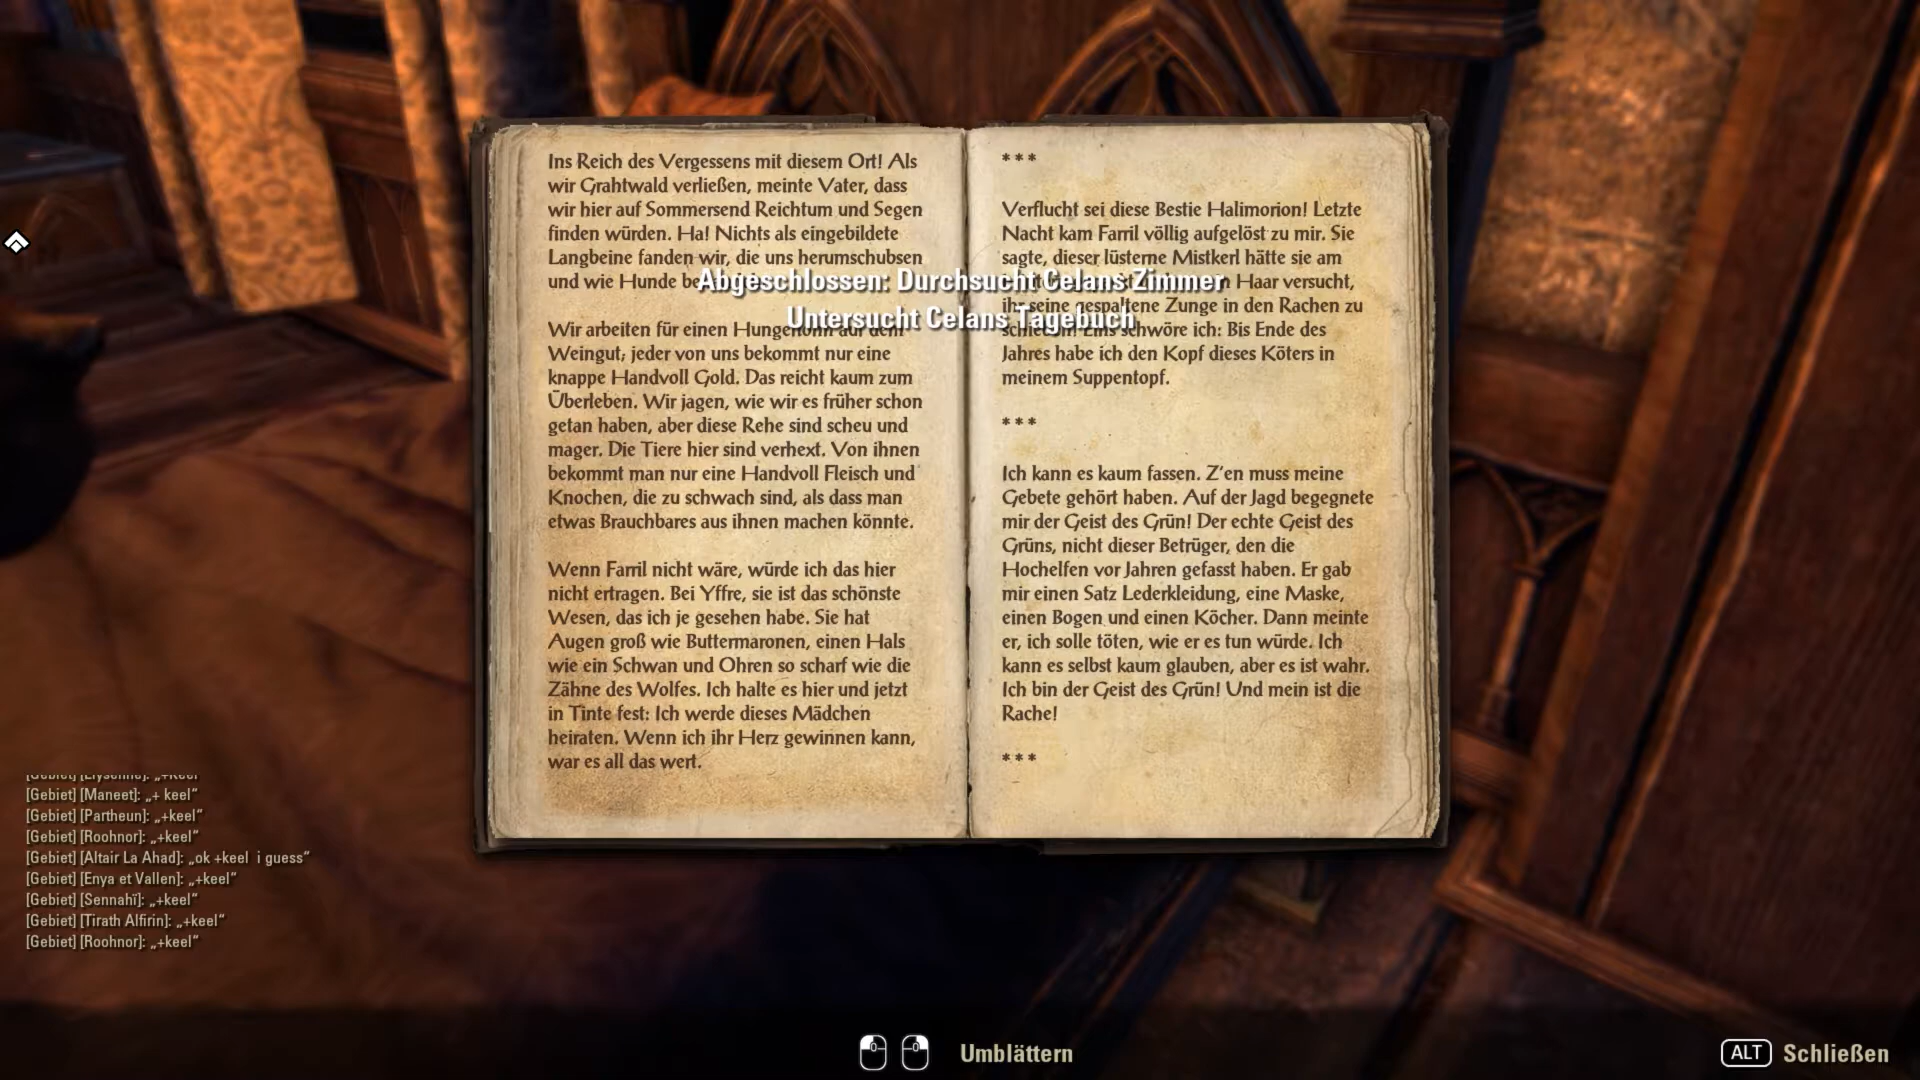 Ins Reich des Vergessens mit diesem Ort! Als
wir Grahtwald verließen, meinte Vater, dass
wir hier auf Sommersend Reichtum und Segen
finden würden. Ha! Nichts als eingebildete
Langbeine fanden wir, die uns herumschubsen
und wie Hunde
Wir arbeiten für einen Hungerlohn auf dem
Weingut; jeder von uns bekommt nur eine
knappe Handvoll Gold. Das reicht kaum zum
Überleben. Wir jagen, wie wir es früher schon
getan haben, aber diese Rehe sind scheu und
mager. Die Tiere hier sind verhext. Von ihnen
bekommt man nur eine Handvoll Fleisch und
Knochen, die zu schwach sind, als dass man
etwas Brauchbares aus ihnen machen könnte.
Wenn Farril nicht wäre, würde ich das hier
nicht ertragen. Bei Yffre, sie ist das schönste
Wesen, das ich je gesehen habe. Sie hat
Augen groß wie Buttermaronen, einen Hals
wie ein Schwan und Ohren so scharf wie die
Zähne des Wolfes. Ich halte es hier und jetzt
in Tinte fest: Ich werde dieses Mädchen
heiraten. Wenn ich ihr Herz gewinnen kann,
war es all das wert.
***
Verflucht sei diese Bestie Halimorion! Letzte
Nacht kam Farril völlig aufgelöst zu mir. Sie
sagte, dieser lüsterne Mistkerl hätte sie am
Haar versucht,
ihr seine gespaltene Zunge in den Rachen zu
schwöre ich: Bis Ende des
Jahres habe ich den Kopf dieses Köters in
meinem Suppentopf.
***
Ich kann es kaum fassen. Z'en muss meine
Gebete gehört haben. Auf der Jagd begegnete
mir der Geist des Grün! Der echte Geist des
Grüns, nicht dieser Betrüger, den die
Hochelfen vor Jahren gefasst haben. Er gab
mir einen Satz Lederkleidung, eine Maske,
einen Bogen und einen Köcher. Dann meinte
er, ich solle töten, wie er es tun würde. Ich
kann es selbst kaum glauben, aber es ist wahr.
Ich bin der Geist des Grün! Und mein ist die
Rache!
***
Abgeschlossen: Durchsucht Celans Zimmer
Untersucht Celans Tagebuch
[Gebiet] [Elysenne]: „+keel“
[Gebiet] [Maneet]: „+ keel“
[Gebiet] [Partheun]: „+keel“
[Gebiet] [Roohnor]: „+keel“
[Gebiet] [Altair La Ahad]: „ok +keel  i guess“
[Gebiet] [Enya et Vallen]: „+keel“
[Gebiet] [Sennahï]: „+keel“
[Gebiet] [Tirath Alfirin]: „+keel“
[Gebiet] [Roohnor]: „+keel“
Umblättern
ALT Schließen